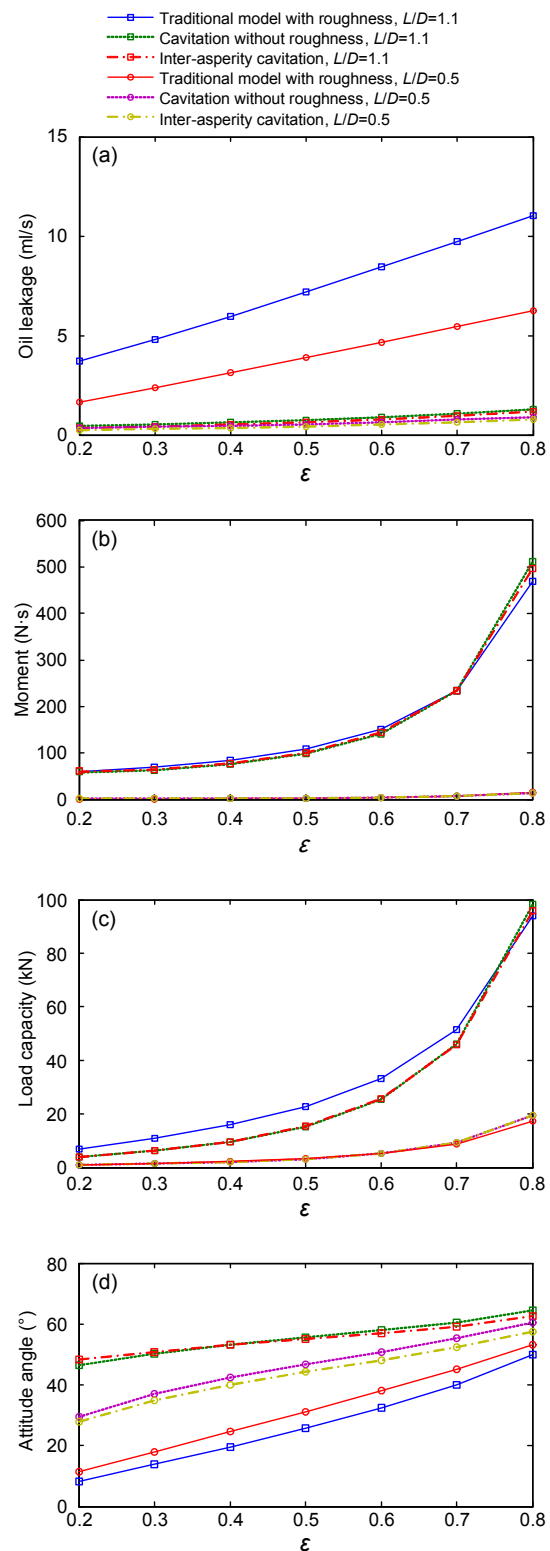 Traditional model with roughness, L/D=1.1
Cavitation without roughness, L/D=1.1
Inter-asperity cavitation, L/D=1.1
Traditional model with roughness, L/D=0.5
Cavitation without roughness, L/D=0.5
Inter-asperity cavitation, L/D=0.5
(a)
Oil leakage (ml/s)
15
10
5
0
0.2 0.3 0.4 0.5 0.6 0.7 0.8
ε
(b)
Moment (N·s)
600
500
400
300
200
100
0
0.2 0.3 0.4 0.5 0.6 0.7 0.8
ε
(c)
Load capacity (kN)
100
80
60
40
20
0
0.2 0.3 0.4 0.5 0.6 0.7 0.8
ε
(d)
Attitude angle (°)
80
60
40
20
0
0.2 0.3 0.4 0.5 0.6 0.7 0.8
ε